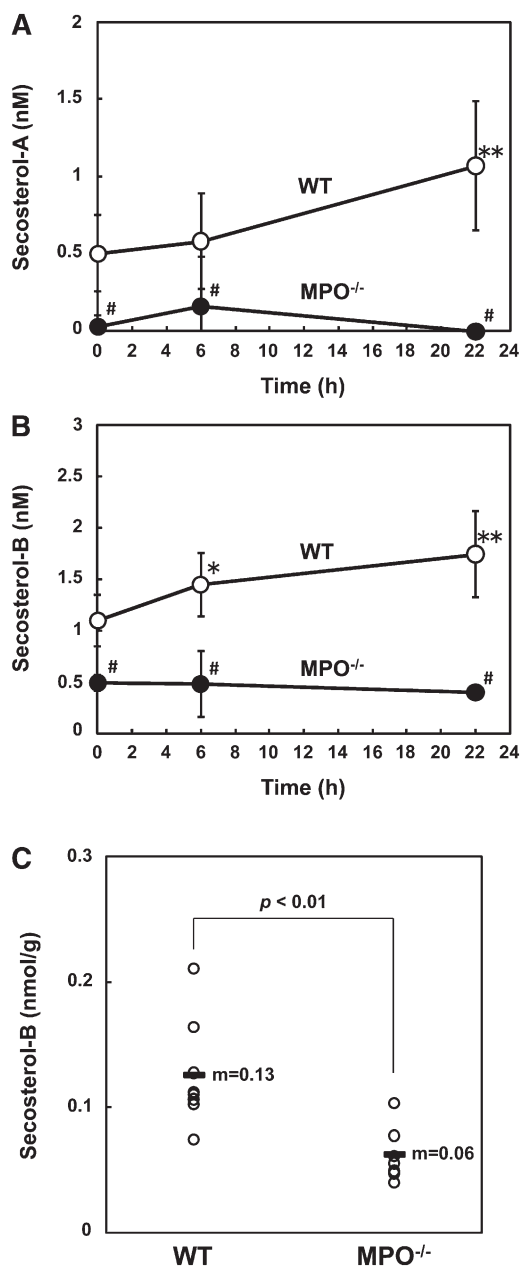 A
Secosterol-A (nM)
2
1.5
1
0.5
0
WT
**
MPO-/-
#
#
#
0 2 4 6 8 10 12 14 16 18 20 22 24
Time (h)
B
Secosterol-B (nM)
3
2.5
2
1.5
1
0.5
0
WT
*
**
MPO-/-
#
#
#
0 2 4 6 8 10 12 14 16 18 20 22 24
Time (h)
C
Secosterol-B (nmol/g)
0.3
0.2
0.1
0
p < 0.01
m=0.13
m=0.06
WT MPO-/-